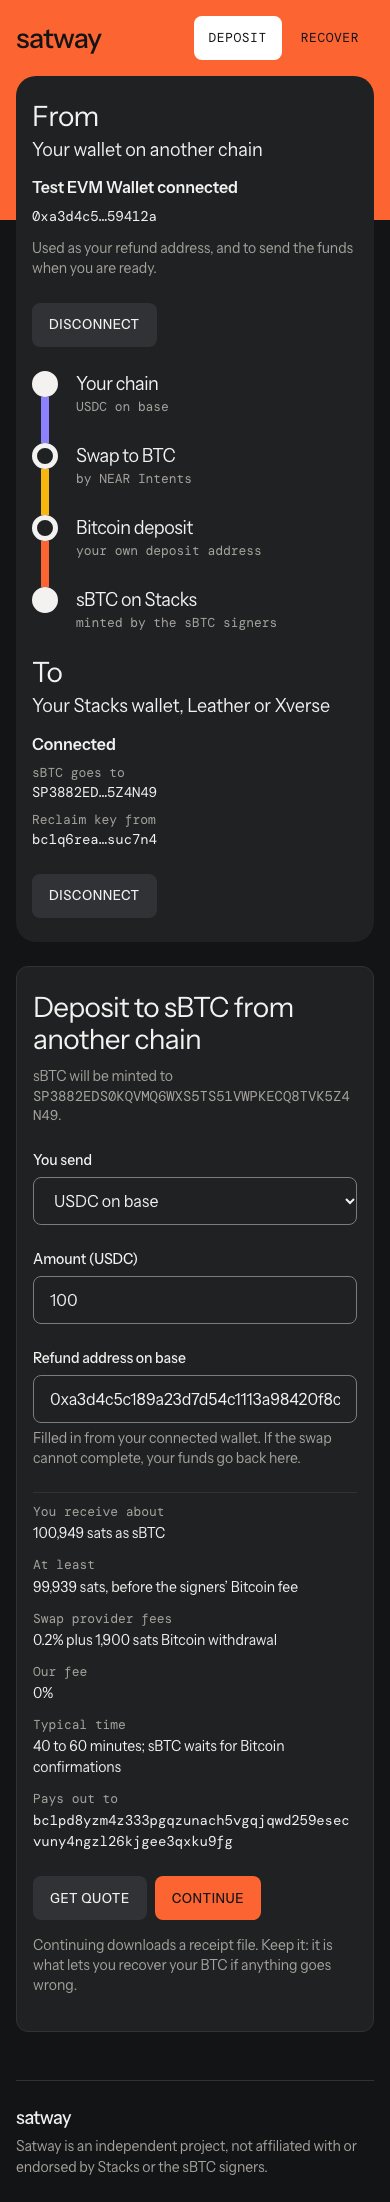 satway
DEPOSIT
RECOVER
From
Your wallet on another chain
Test EVM Wallet connected
0xa3d4c5…59412a
Used as your refund address, and to send the funds
when you are ready.
DISCONNECT
Your chain
USDC on base
Swap to BTC
by NEAR Intents
Bitcoin deposit
your own deposit address
sBTC on Stacks
minted by the sBTC signers
To
Your Stacks wallet, Leather or Xverse
Connected
sBTC goes to
SP3882ED…5Z4N49
Reclaim key from
bc1q6rea…suc7n4
DISCONNECT
Deposit to sBTC from
another chain
sBTC will be minted to
SP3882EDS0KQVMQ6WXS5TS51VWPKECQ8TVK5Z4
N49.
You send
USDC on base
Amount (USDC)
100
Refund address on base
0xa3d4c5c189a23d7d54c1113a98420f8c
Filled in from your connected wallet. If the swap
cannot complete, your funds go back here.
You receive about
100,949 sats as sBTC
At least
99,939 sats, before the signers’ Bitcoin fee
Swap provider fees
0.2% plus 1,900 sats Bitcoin withdrawal
Our fee
0%
Typical time
40 to 60 minutes; sBTC waits for Bitcoin
confirmations
Pays out to
bc1pd8yzm4z333pgqzunach5vgqjqwd259esec
vuny4ngzl26kjgee3qxku9fg
GET QUOTE
CONTINUE
Continuing downloads a receipt file. Keep it: it is
what lets you recover your BTC if anything goes
wrong.
satway
Satway is an independent project, not affiliated with or
endorsed by Stacks or the sBTC signers.